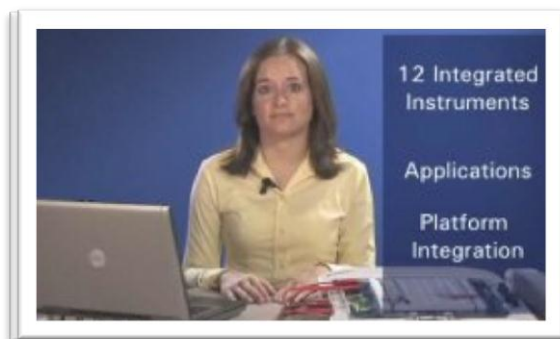 12 Integrated
Instruments
Applications
Platform
Integration